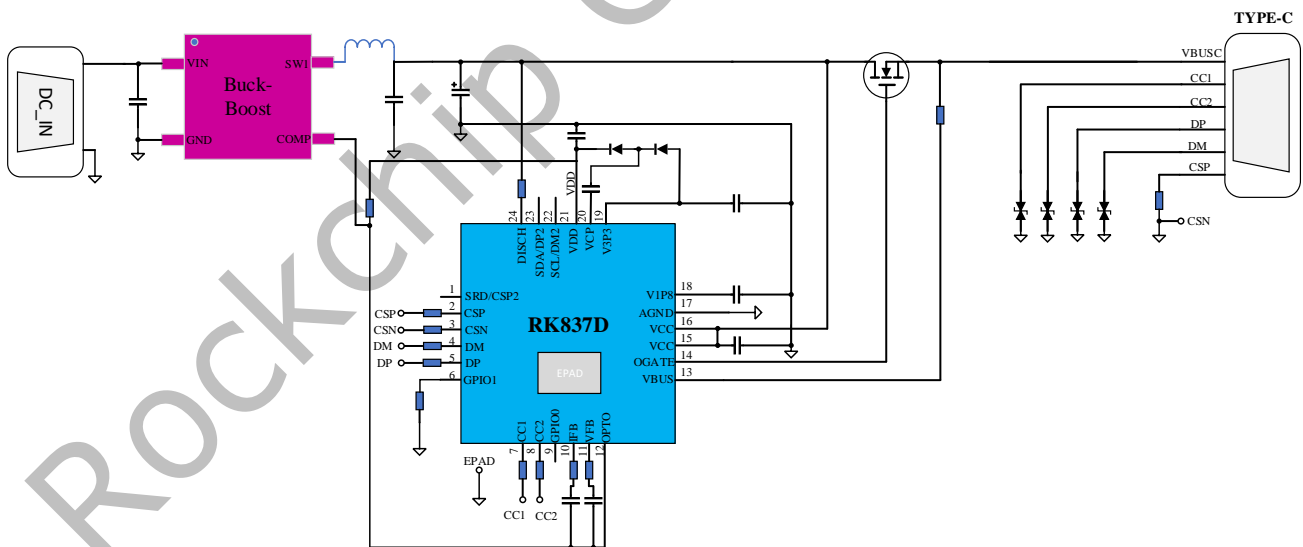 TYPE-C
DC_IN
VIN
SW1
Buck-
Boost
GND
COMP
VBUSC
CC1
CC2
DP
DM
CSP
CSN
VDD
24
23
22
21
20
19
DISCH
SDA/DP2
SCL/DM2
VDD
VCP
V3P3
1
SRD/CSP2
CSP
2
CSP
CSN
3
CSN
DM
4
DM
DP
5
DP
6
GPIO1
RK837D
EPAD
V1P8
18
AGND
17
VCC
16
VCC
15
OGATE
14
VBUS
13
CC1
CC2
GPIO0
IFB
VFB
OPTO
7
8
9
10
11
12
EPAD
CC1
CC2
Rockchip